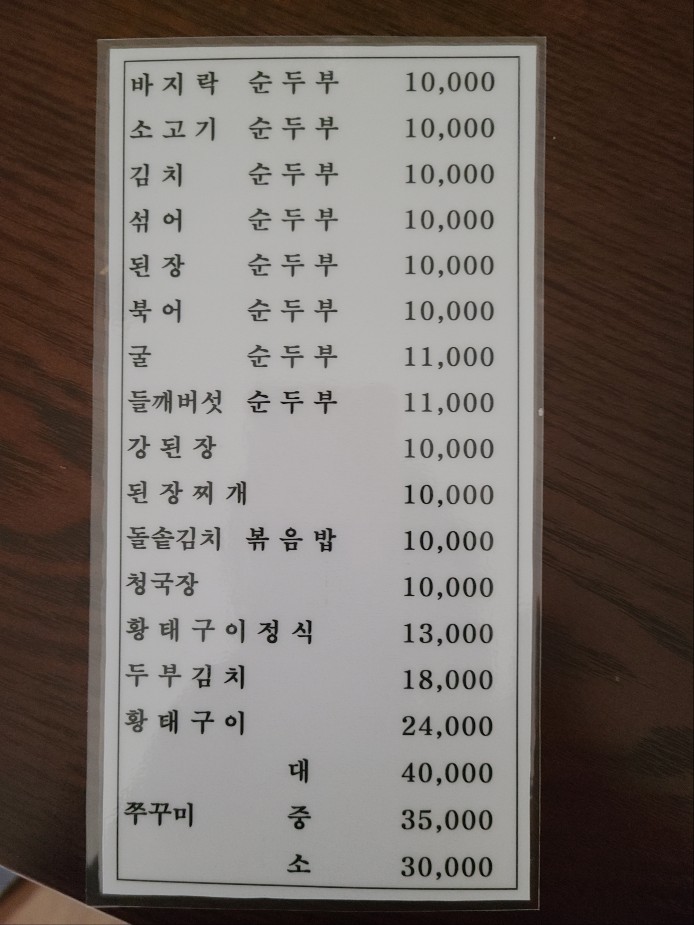 바지락 순두부 10,000
소고기 순두부 10,000
김치 순두부 10,000
섞어 순두부 10,000
된장 순두부 10,000
북어 순두부 10,000
굴 순두부 11,000
들깨버섯 순두부 11,000
강된장 10,000
된장찌개 10,000
돌솥김치 볶음밥 10,000
청국장 10,000
황태구이정식 13,000
두부김치 18,000
황태구이 24,000
대 40,000
쭈꾸미 중 35,000
소 30,000